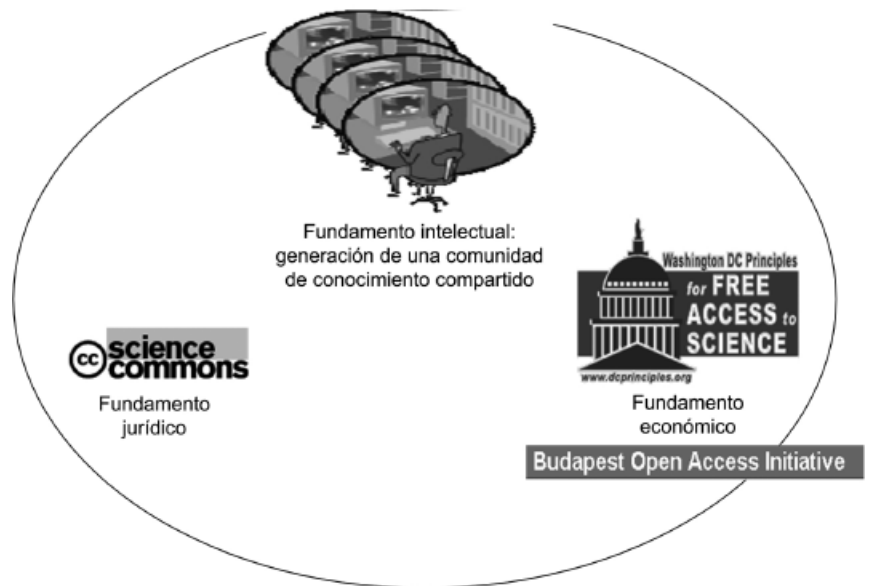 Fundamento intelectual:
generación de una comunidad
de conocimiento compartido
Washington DC Principles
for FREE
ACCESS to
SCIENCE
www.dcprinciples.org
cc science
commons
Fundamento
jurídico
Fundamento
económico
Budapest Open Access Initiative